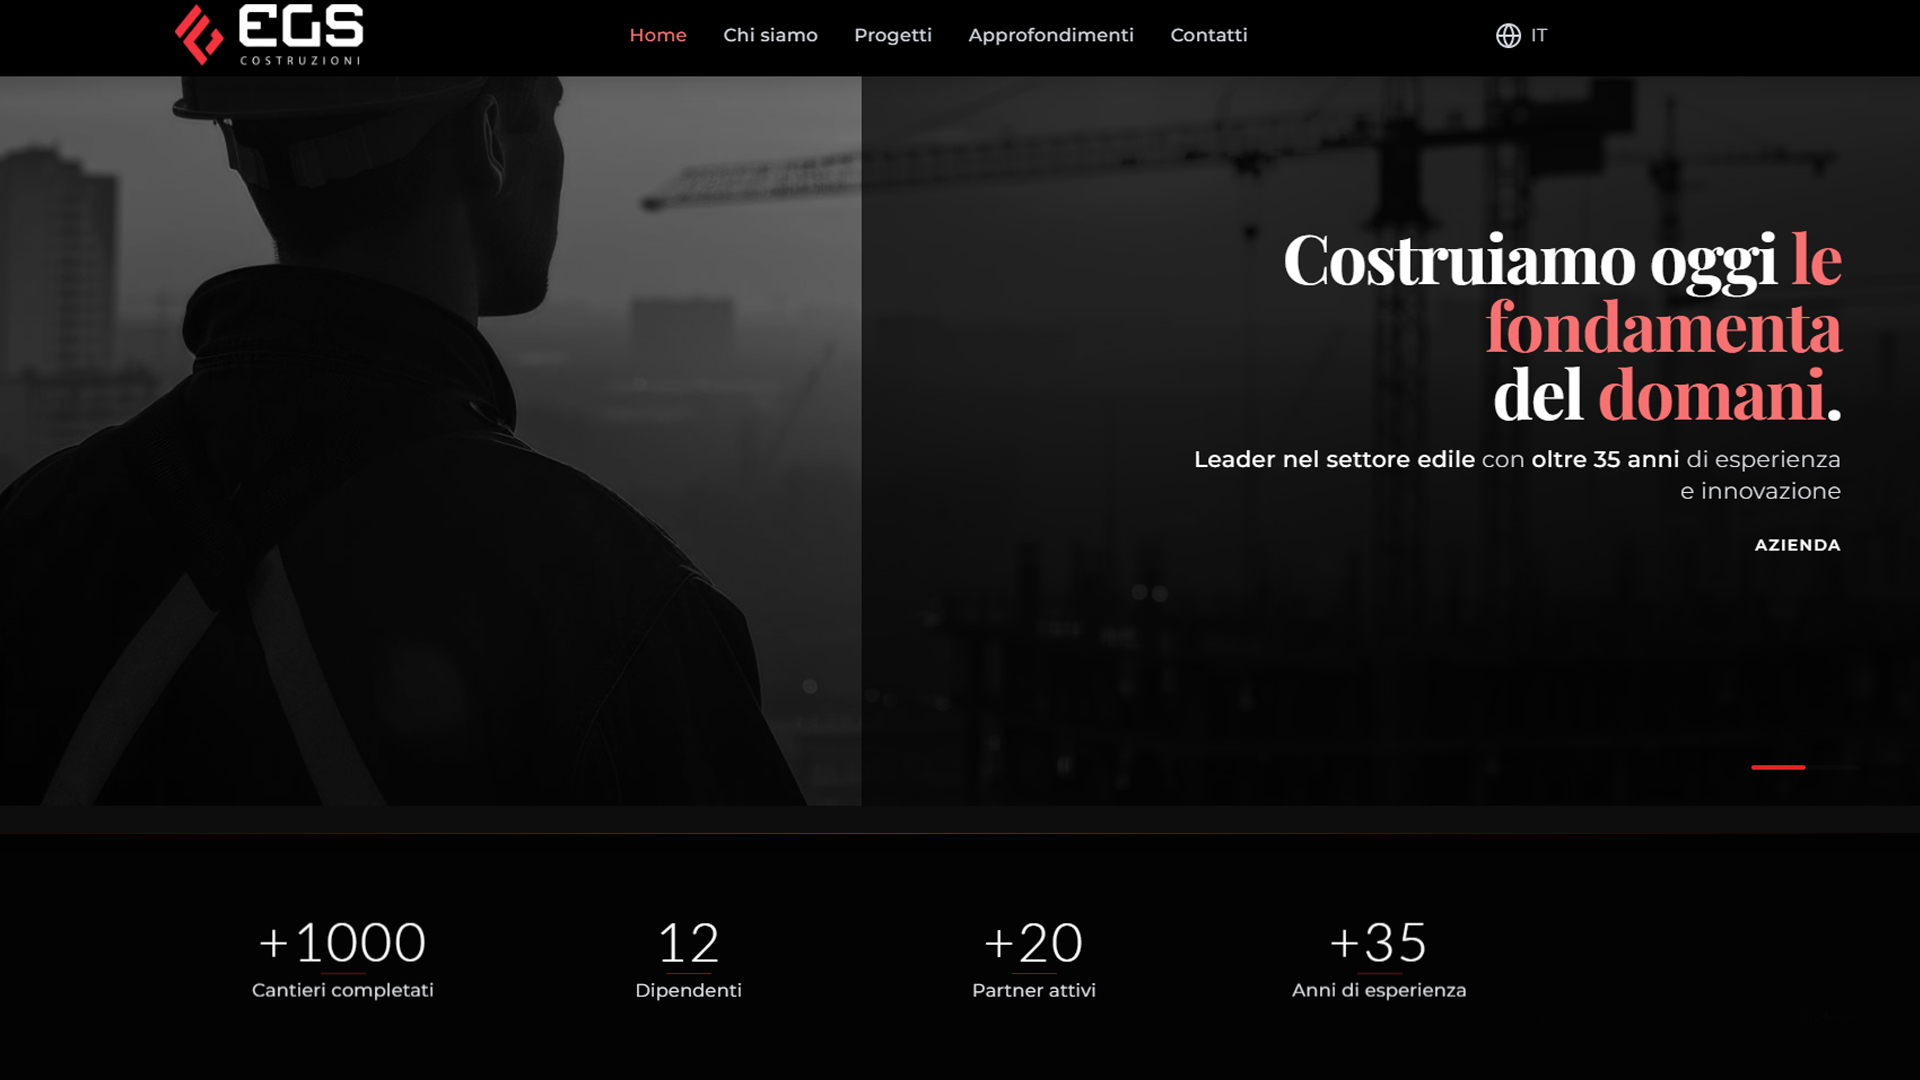 EGS
COSTRUZIONI
Home
Chi siamo
Progetti
Approfondimenti
Contatti
IT
Costruiamo oggi le
fondamenta
del domani.
Leader nel settore edile con oltre 35 anni di esperienza
e innovazione
AZIENDA
+1000
Cantieri completati
12
Dipendenti
+20
Partner attivi
+35
Anni di esperienza